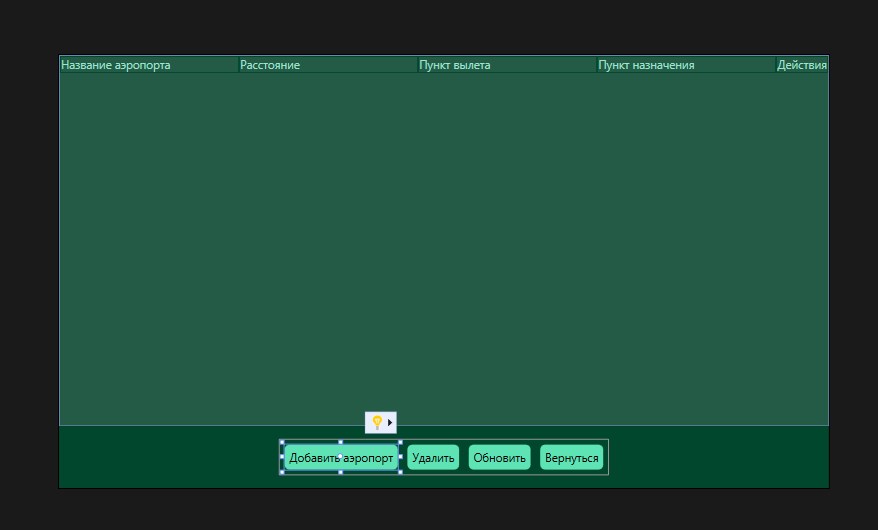 Название аэропорта Расстояние Пункт вылета Пункт назначения Действия
Добавить аэропорт Удалить Обновить Вернуться